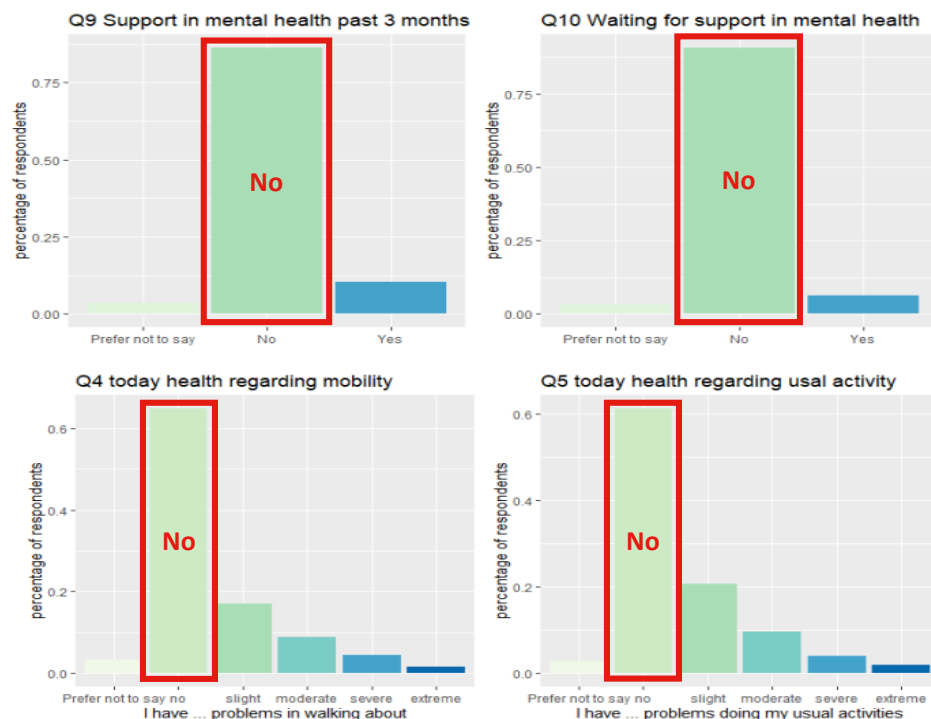 Q9 Support in mental health past 3 months
percentage of respondents
0.75
0.50
0.25
0.00
No
Prefer not to say No Yes
Q10 Waiting for support in mental health
percentage of respondents
0.75
0.50
0.25
0.00
No
Prefer not to say No Yes
Q4 today health regarding mobility
percentage of respondents
0.6
0.4
0.2
0.0
No
Prefer not to say no slight moderate severe extreme
I have ... problems in walking about
Q5 today health regarding usal activity
percentage of respondents
0.6
0.4
0.2
0.0
No
Prefer not to say no slight moderate severe extreme
I have ... problems doing my usual activities